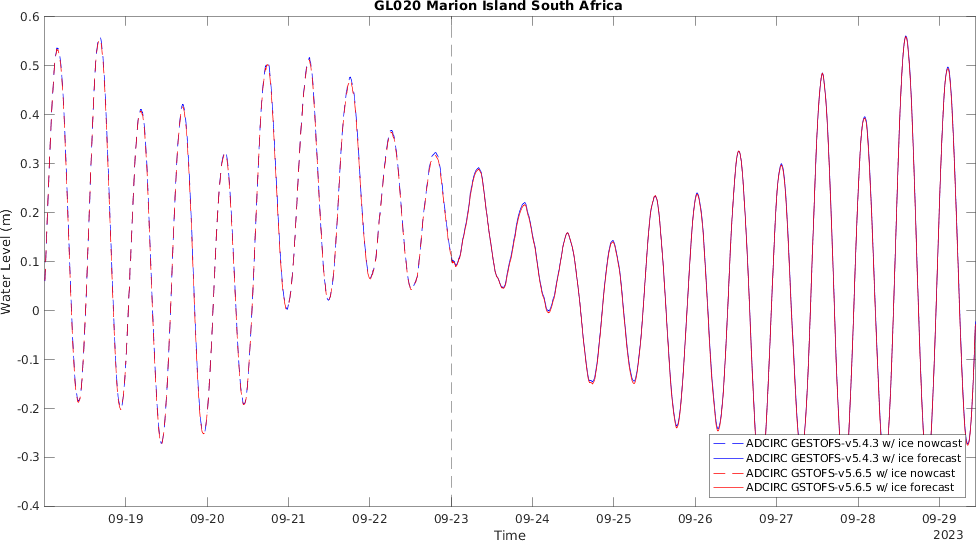 GL020 Marion Island South Africa
0.6
0.5
0.4
0.3
0.2
0.1
0
-0.1
-0.2
-0.3
-0.4
Water Level (m)
ADCIRC GESTOFS-v5.4.3 w/ ice nowcast
ADCIRC GESTOFS-v5.4.3 w/ ice forecast
ADCIRC GSTOFS-v5.6.5 w/ ice nowcast
ADCIRC GSTOFS-v5.6.5 w/ ice forecast
09-19 09-20 09-21 09-22 09-23 09-24 09-25 09-26 09-27 09-28 09-29
Time
2023